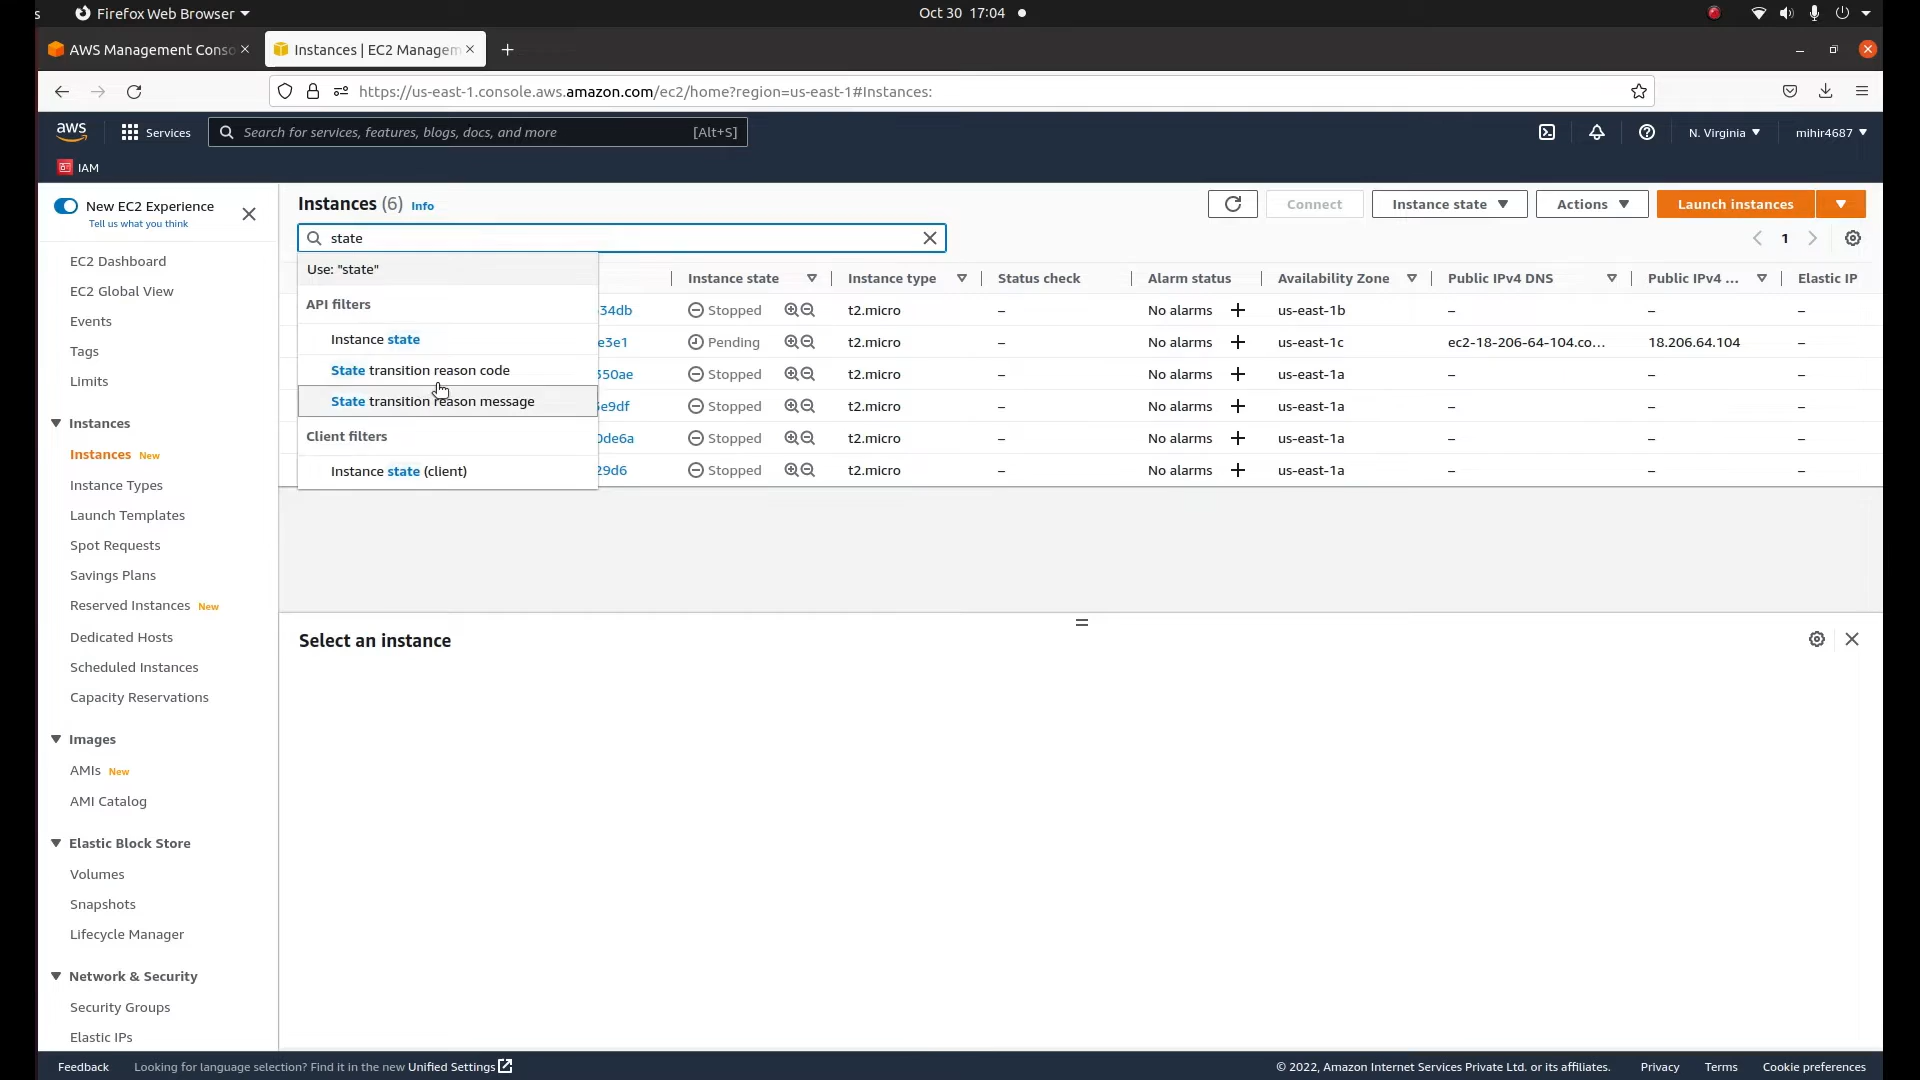 s
Firefox Web Browser
Oct 30 17:04
AWS Management Conso
Instances | EC2 Managem
https://us-east-1.console.aws.amazon.com/ec2/home?region=us-east-1#Instances:
aws
Services
Search for services, features, blogs, docs, and more
[Alt+S]
N. Virginia
mihir4687
IAM
New EC2 Experience
Tell us what you think
EC2 Dashboard
EC2 Global View
Events
Tags
Limits
Instances
Instances New
Instance Types
Launch Templates
Spot Requests
Savings Plans
Reserved Instances New
Dedicated Hosts
Scheduled Instances
Capacity Reservations
Images
AMIs New
AMI Catalog
Elastic Block Store
Volumes
Snapshots
Lifecycle Manager
Network & Security
Security Groups
Elastic IPs
Instances (6) Info
Connect
Instance state
Actions
Launch instances
state
1
Use: "state"
API filters
Instance state
State transition reason code
State transition reason message
Client filters
Instance state (client)
Instance state Instance type Status check Alarm status Availability Zone Public IPv4 DNS Public IPv4 ... Elastic IP
34db Stopped t2.micro – No alarms us-east-1b – – –
e3e1 Pending t2.micro – No alarms us-east-1c ec2-18-206-64-104.co... 18.206.64.104 –
350ae Stopped t2.micro – No alarms us-east-1a – – –
e9df Stopped t2.micro – No alarms us-east-1a – – –
0de6a Stopped t2.micro – No alarms us-east-1a – – –
29d6 Stopped t2.micro – No alarms us-east-1a – – –
Select an instance
Feedback
Looking for language selection? Find it in the new Unified Settings
© 2022, Amazon Internet Services Private Ltd. or its affiliates.
Privacy
Terms
Cookie preferences